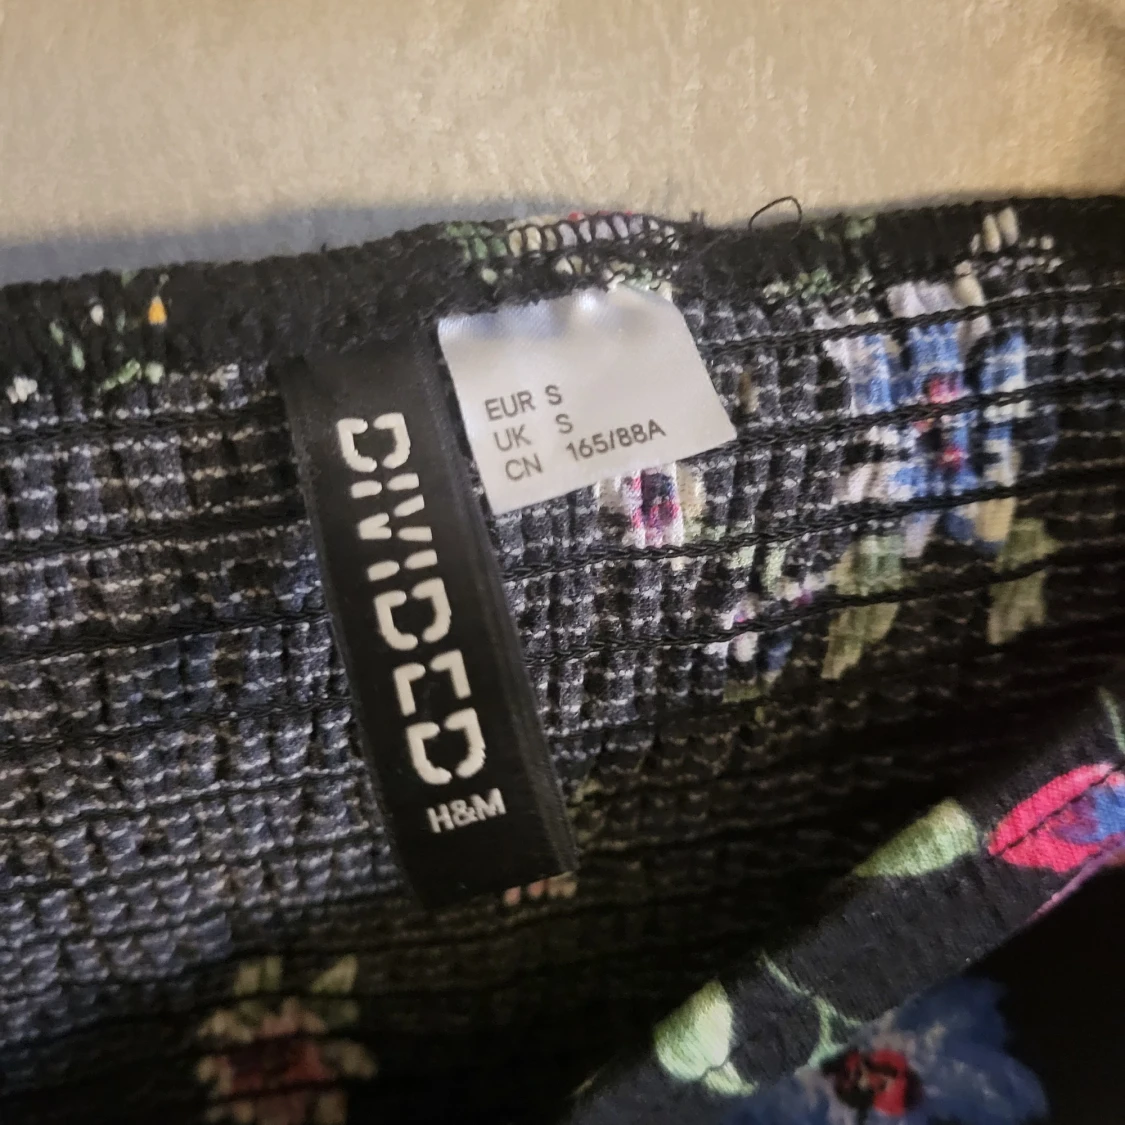 DIVIDED
H&M
EUR S
UK S
CN 165/88A